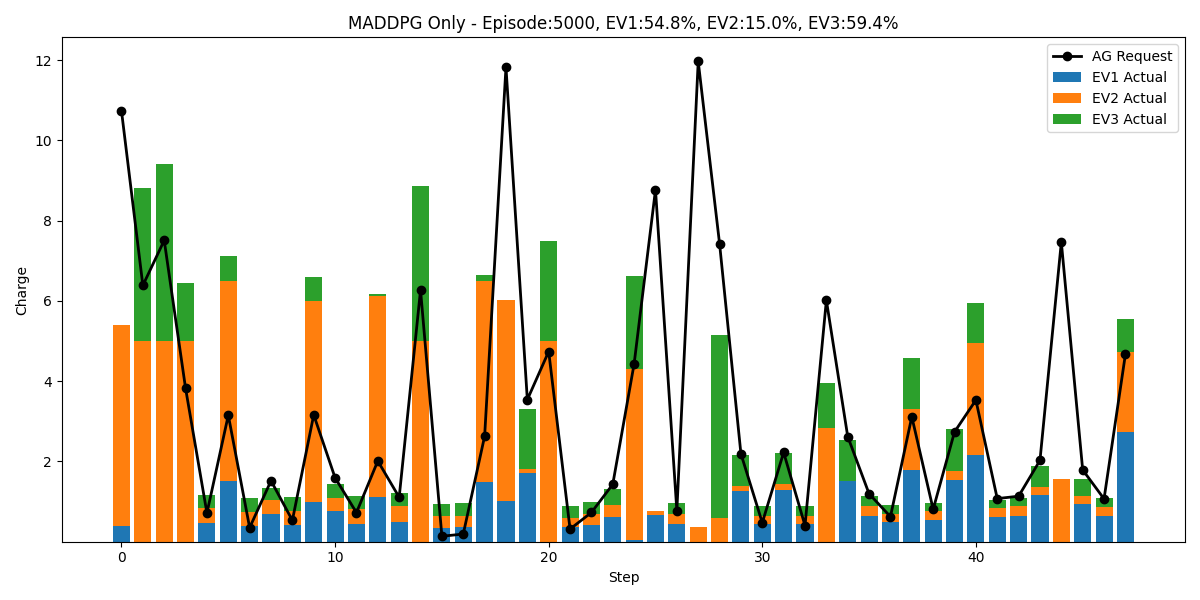 MADDPG Only - Episode:5000, EV1:54.8%, EV2:15.0%, EV3:59.4%
AG Request
EV1 Actual
EV2 Actual
EV3 Actual
Charge
12
10
8
6
4
2
0
10
20
30
40
Step